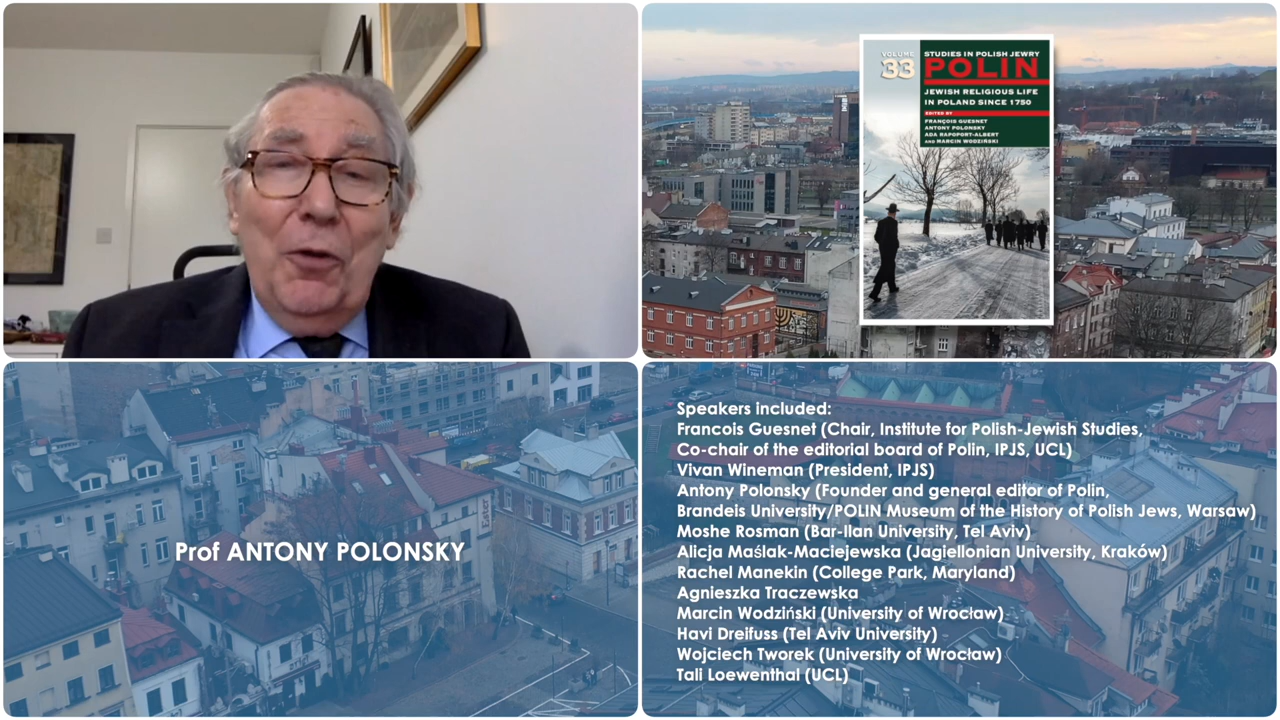 VOLUME
33
STUDIES IN POLISH JEWRY
POLIN
JEWISH RELIGIOUS LIFE
IN POLAND SINCE 1750
EDITED BY
FRANÇOIS GUESNET
ANTONY POLONSKY
ADA RAPOPORT-ALBERT
AND MARCIN WODZIŃSKI
Ester
Prof ANTONY POLONSKY
Speakers included:
Francois Guesnet (Chair, Institute for Polish-Jewish Studies,
Co-chair of the editorial board of Polin, IPJS, UCL)
Vivan Wineman (President, IPJS)
Antony Polonsky (Founder and general editor of Polin,
Brandeis University/POLIN Museum of the History of Polish Jews, Warsaw)
Moshe Rosman (Bar-Ilan University, Tel Aviv)
Alicja Maślak-Maciejewska (Jagiellonian University, Kraków)
Rachel Manekin (College Park, Maryland)
Agnieszka Traczewska
Marcin Wodziński (University of Wrocław)
Havi Dreifuss (Tel Aviv University)
Wojciech Tworek (University of Wrocław)
Tali Loewenthal (UCL)